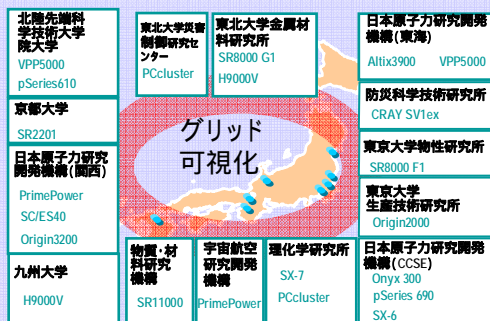 北陸先端科
学技術大学
院大学
VPP5000
pSeries610
東北大学災害
制御研究セ
ンター
PCcluster
東北大学金属材
料研究所
SR8000 G1
H9000V
日本原子力研究開発
機構(東海)
Altix3900 VPP5000
京都大学
SR2201
防災科学技術研究所
CRAY SV1ex
グリッド
可視化
東京大学物性研究所
SR8000 F1
日本原子力研究
開発機構(関西)
PrimePower
SC/ES40
Origin3200
東京大学
生産技術研究所
Origin2000
九州大学
H9000V
物質・材
料研究
機構
SR11000
宇宙航空
研究開発
機構
PrimePower
理化学研究所
SX-7
PCcluster
日本原子力研究開発
機構(CCSE)
Onyx 300
pSeries 690
SX-6